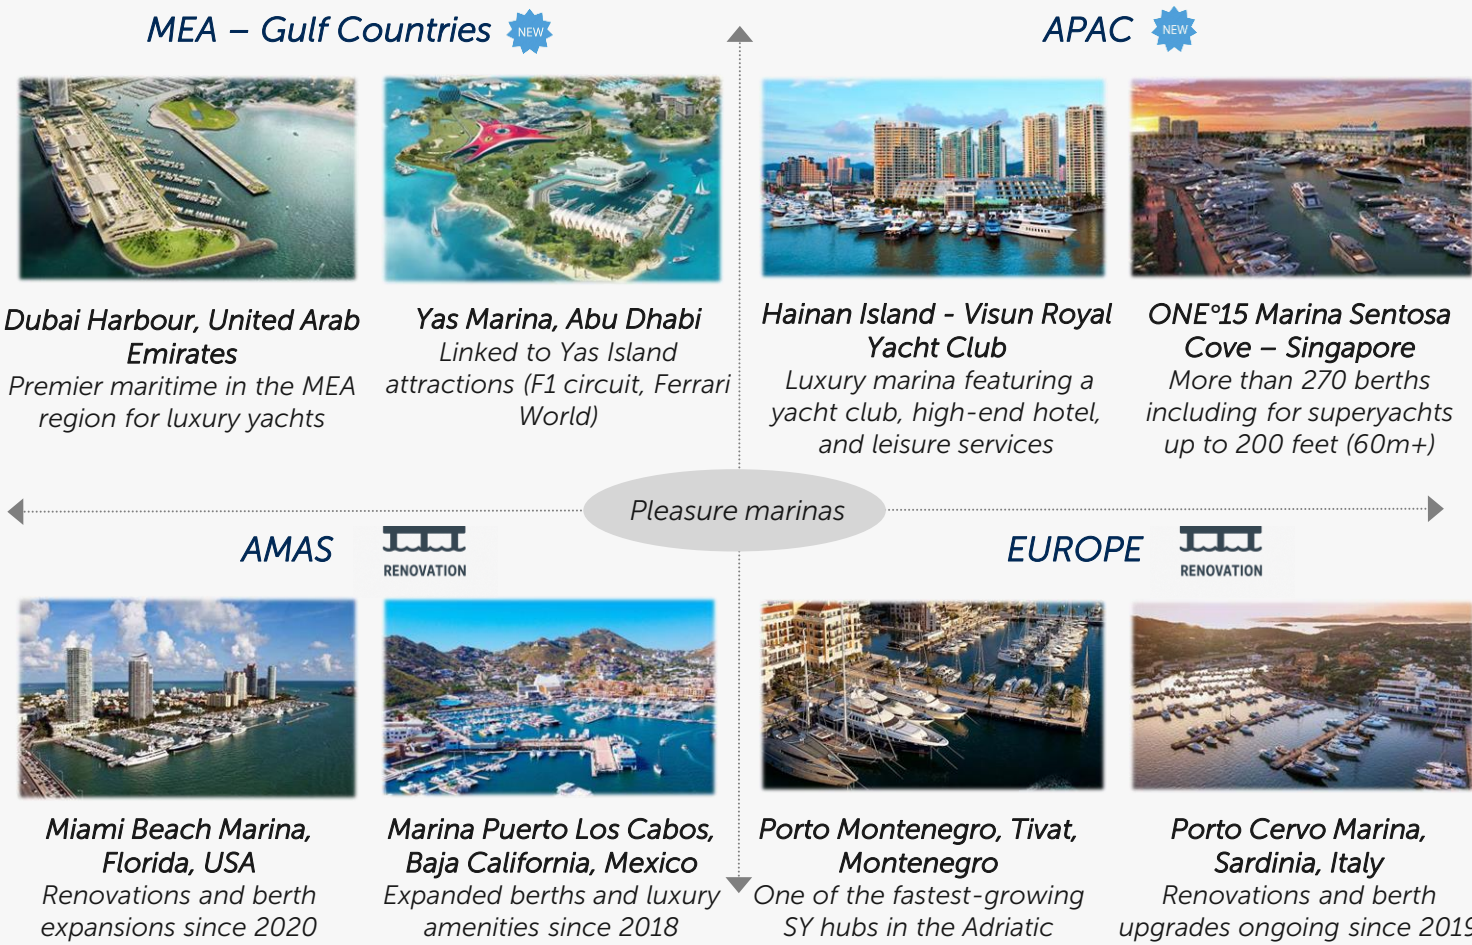 MEA – Gulf Countries
NEW
APAC
NEW
Dubai Harbour, United Arab
Emirates
Premier maritime in the MEA
region for luxury yachts
Yas Marina, Abu Dhabi
Linked to Yas Island
attractions (F1 circuit, Ferrari
World)
Hainan Island - Visun Royal
Yacht Club
Luxury marina featuring a
yacht club, high-end hotel,
and leisure services
ONE°15 Marina Sentosa
Cove – Singapore
More than 270 berths
including for superyachts
up to 200 feet (60m+)
Pleasure marinas
AMAS
RENOVATION
EUROPE
RENOVATION
Miami Beach Marina,
Florida, USA
Renovations and berth
expansions since 2020
Marina Puerto Los Cabos,
Baja California, Mexico
Expanded berths and luxury
amenities since 2018
Porto Montenegro, Tivat,
Montenegro
One of the fastest-growing
SY hubs in the Adriatic
Porto Cervo Marina,
Sardinia, Italy
Renovations and berth
upgrades ongoing since 2019